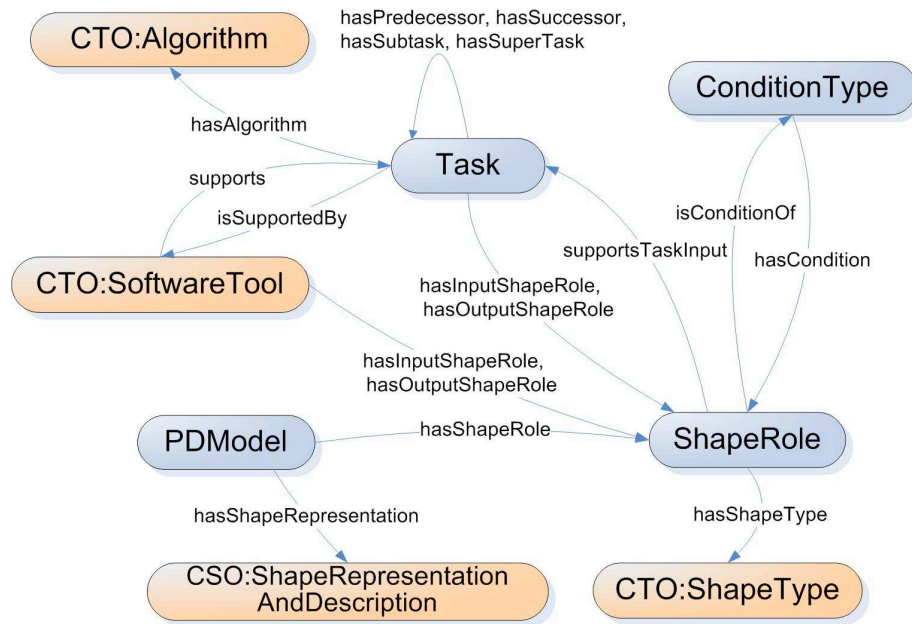 hasPredecessor, hasSuccessor,
hasSubtask, hasSuperTask
CTO:Algorithm
ConditionType
hasAlgorithm
Task
supports
isSupportedBy
isConditionOf
supportsTaskInput
hasCondition
CTO:SoftwareTool
hasInputShapeRole,
hasOutputShapeRole
hasInputShapeRole,
hasOutputShapeRole
PDModel
hasShapeRole
ShapeRole
hasShapeRepresentation
hasShapeType
CSO:ShapeRepresentation
AndDescription
CTO:ShapeType